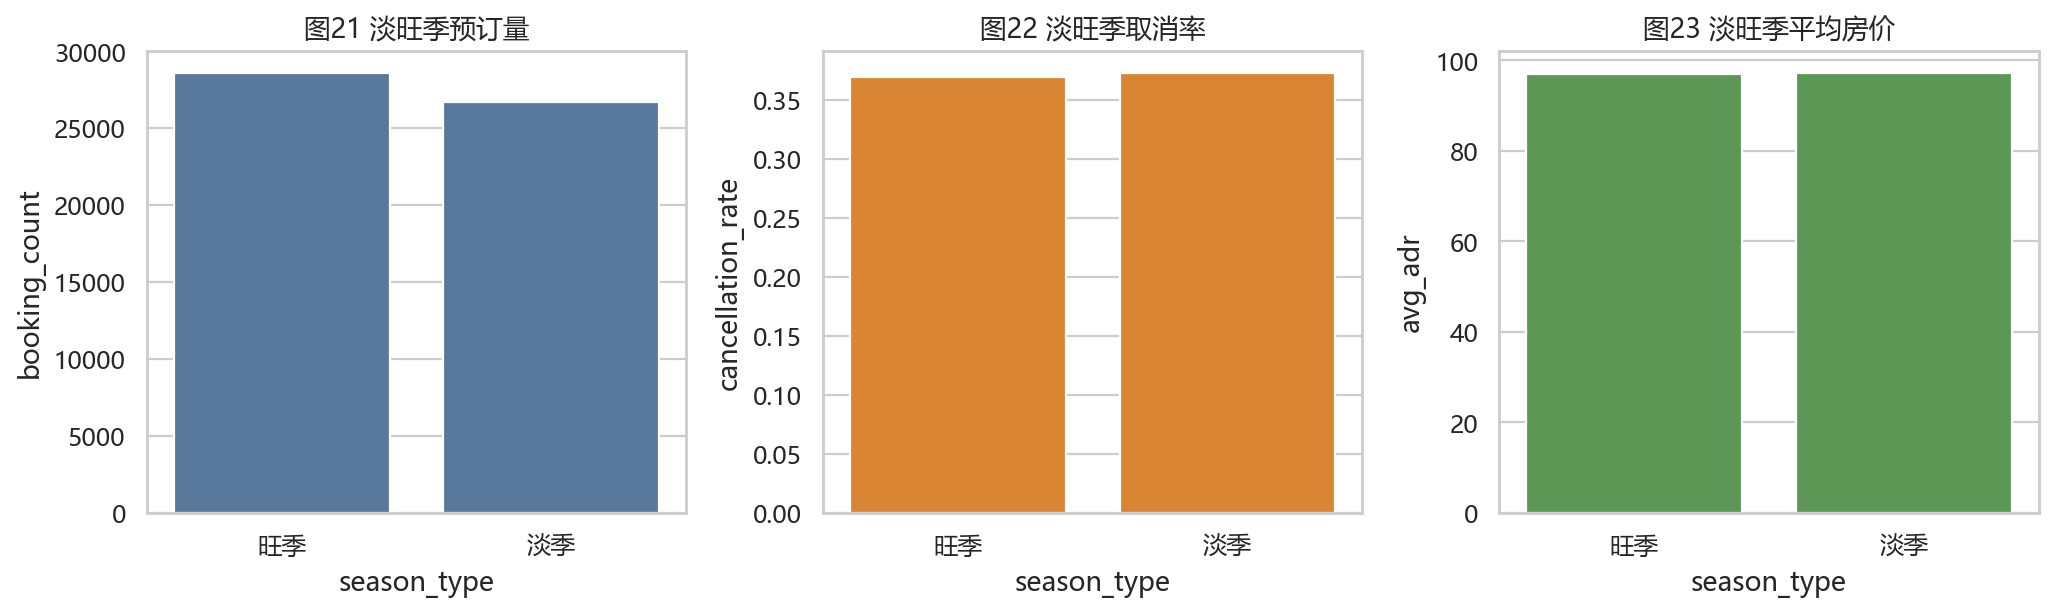 图21 淡旺季预订量
30000
25000
20000
15000
10000
5000
0
booking_count
旺季
淡季
season_type
图22 淡旺季取消率
0.35
0.30
0.25
0.20
0.15
0.10
0.05
0.00
cancellation_rate
旺季
淡季
season_type
图23 淡旺季平均房价
100
80
60
40
20
0
avg_adr
旺季
淡季
season_type